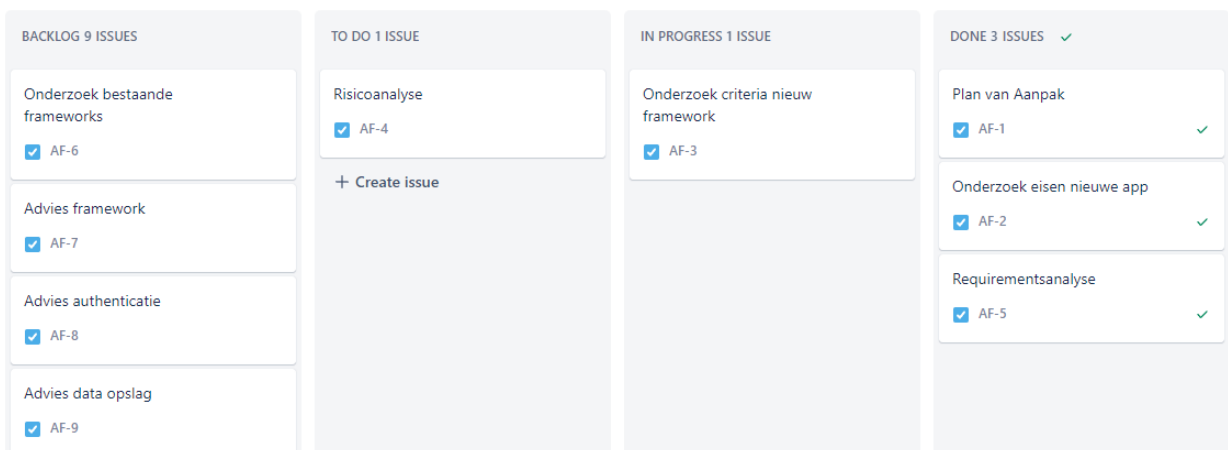 BACKLOG 9 ISSUES
Onderzoek bestaande
frameworks
AF-6
Advies framework
AF-7
Advies authenticatie
AF-8
Advies data opslag
AF-9
TO DO 1 ISSUE
Risicoanalyse
AF-4
+ Create issue
IN PROGRESS 1 ISSUE
Onderzoek criteria nieuw
framework
AF-3
DONE 3 ISSUES
Plan van Aanpak
AF-1
Onderzoek eisen nieuwe app
AF-2
Requirementsanalyse
AF-5